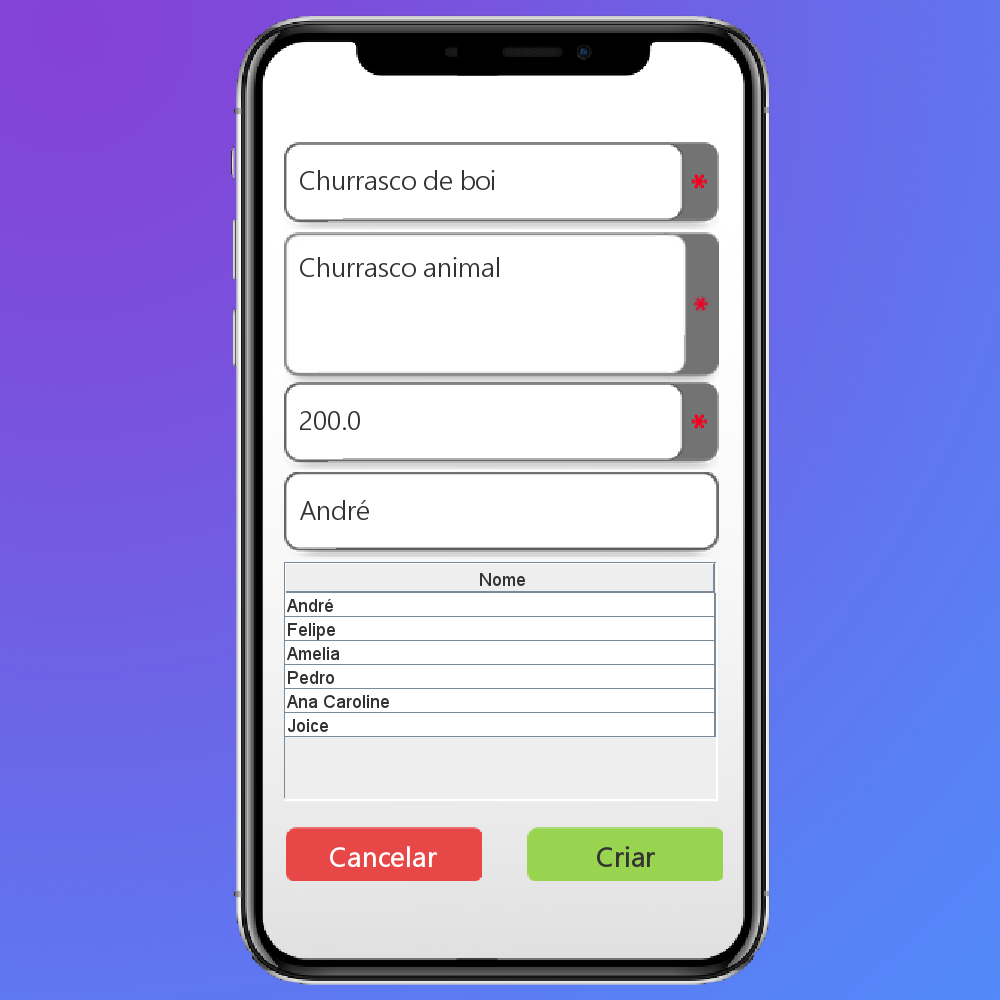 Churrasco de boi
*
Churrasco animal
*
200.0
*
André
Nome
André
Felipe
Amelia
Pedro
Ana Caroline
Joice
Cancelar
Criar